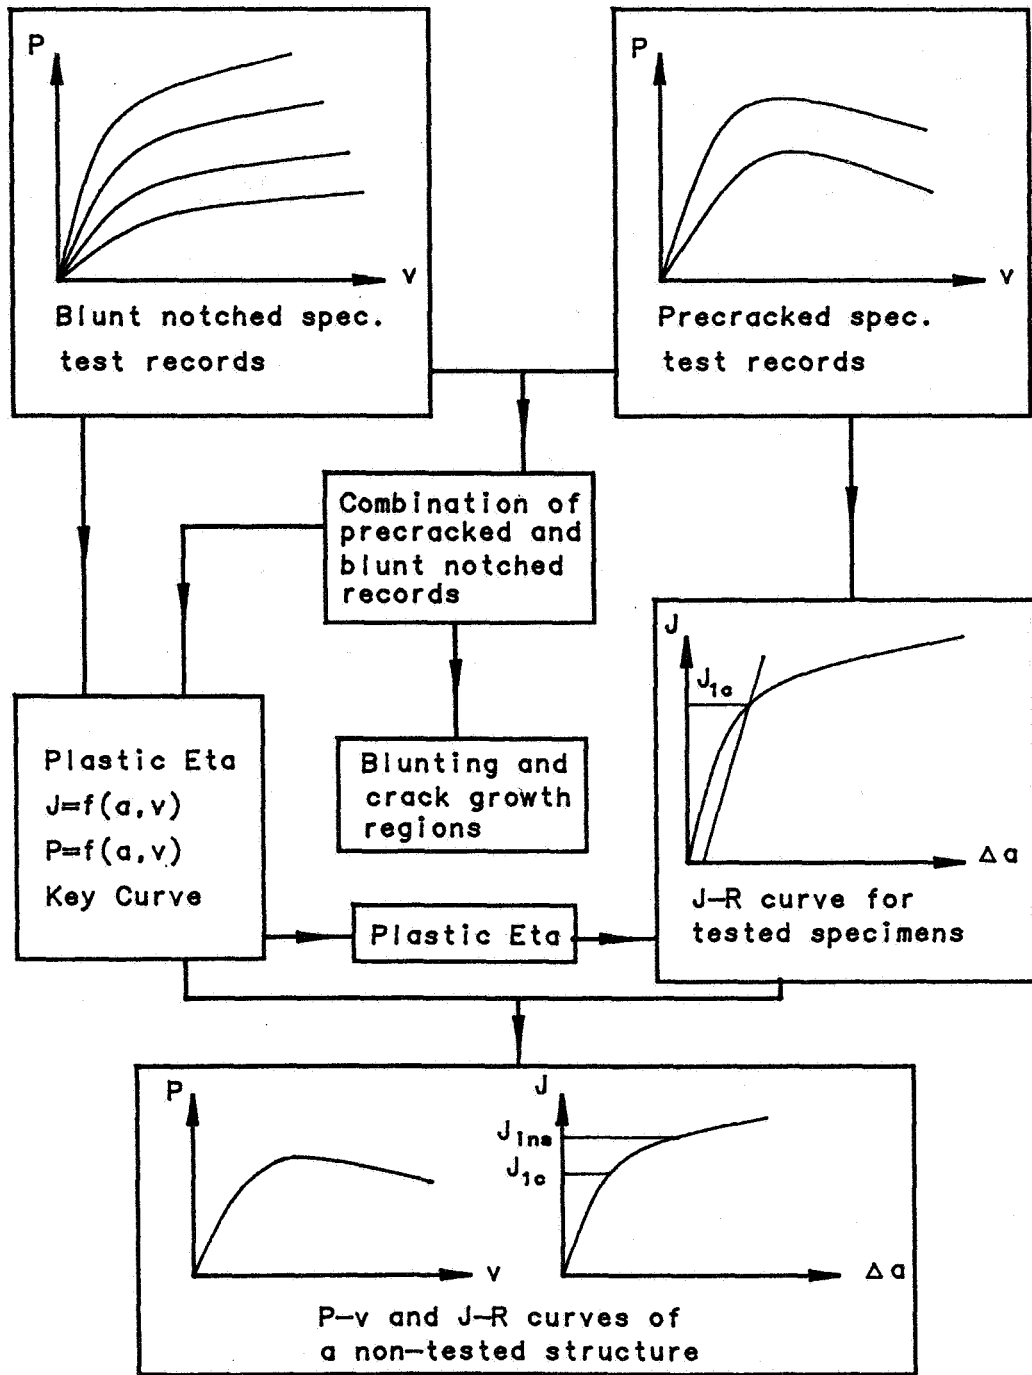 P
v
Blunt notched spec.
test records
P
v
Precracked spec.
test records
Combination of
precracked and
blunt notched
records
Plastic Eta
J=f(a,v)
P=f(a,v)
Key Curve
Blunting and
crack growth
regions
Plastic Eta
J
J1c
Δa
J-R curve for
tested specimens
P
v
J
Jins
J1c
Δa
P-v and J-R curves of
a non-tested structure